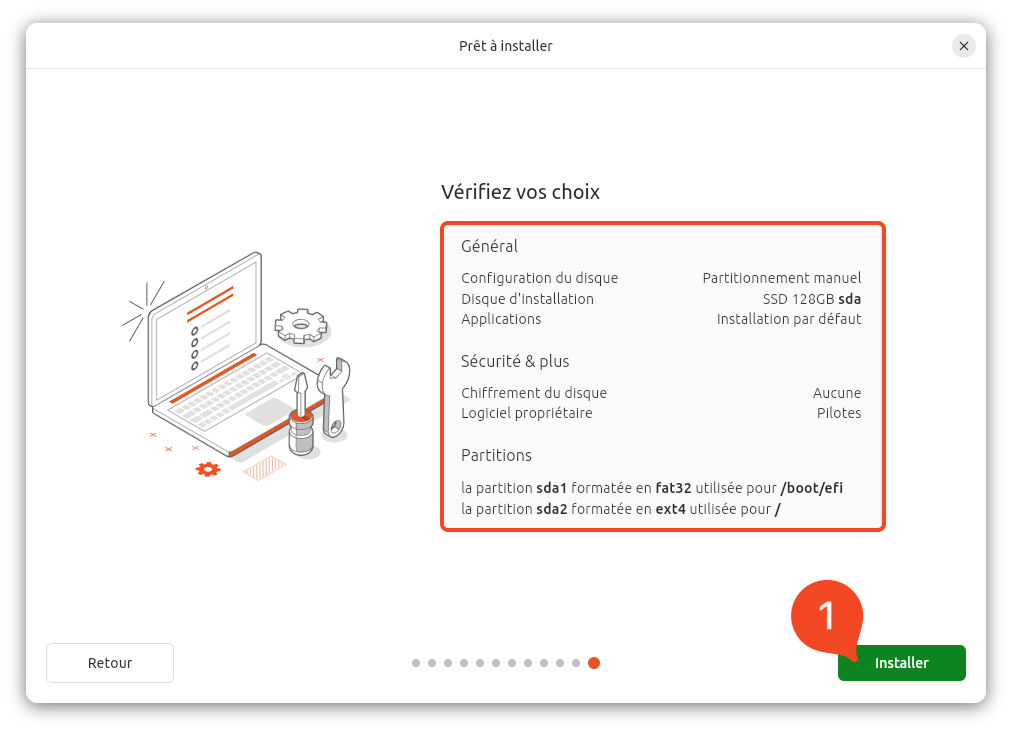 Prêt à installer
Vérifiez vos choix
Général
Configuration du disque Partitionnement manuel
Disque d'installation SSD 128GB sda
Applications Installation par défaut
Sécurité & plus
Chiffrement du disque Aucune
Logiciel propriétaire Pilotes
Partitions
la partition sda1 formatée en fat32 utilisée pour /boot/efi
la partition sda2 formatée en ext4 utilisée pour /
1
Retour
Installer